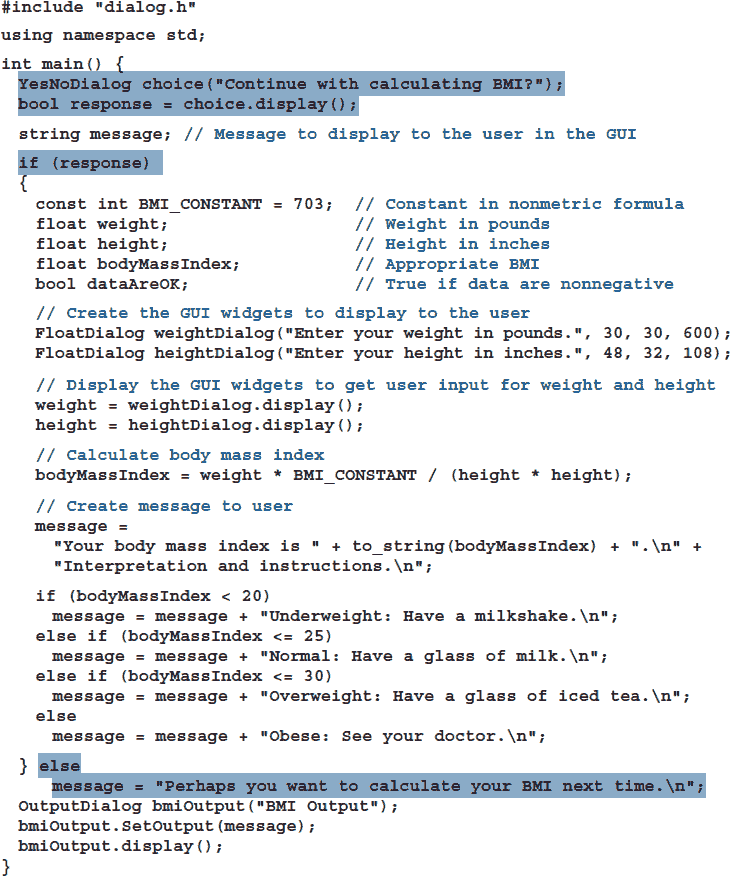 #include "dialog.h"
using namespace std;
int main() {
YesNoDialog choice("Continue with calculating BMI?");
bool response = choice.display();
string message; // Message to display to the user in the GUI
if (response)
{
const int BMI_CONSTANT = 703; // Constant in nonmetric formula
float weight; // Weight in pounds
float height; // Height in inches
float bodyMassIndex; // Appropriate BMI
bool dataAreOK; // True if data are nonnegative
// Create the GUI widgets to display to the user
FloatDialog weightDialog("Enter your weight in pounds.", 30, 30, 600);
FloatDialog heightDialog("Enter your height in inches.", 48, 32, 108);
// Display the GUI widgets to get user input for weight and height
weight = weightDialog.display();
height = heightDialog.display();
// Calculate body mass index
bodyMassIndex = weight * BMI_CONSTANT / (height * height);
// Create message to user
message =
"Your body mass index is " + to_string(bodyMassIndex) + ".\n" +
"Interpretation and instructions.\n";
if (bodyMassIndex < 20)
message = message + "Underweight: Have a milkshake.\n";
else if (bodyMassIndex <= 25)
message = message + "Normal: Have a glass of milk.\n";
else if (bodyMassIndex <= 30)
message = message + "Overweight: Have a glass of iced tea.\n";
else
message = message + "Obese: See your doctor.\n";
} else
message = "Perhaps you want to calculate your BMI next time.\n";
OutputDialog bmiOutput("BMI Output");
bmiOutput.SetOutput(message);
bmiOutput.display();
}